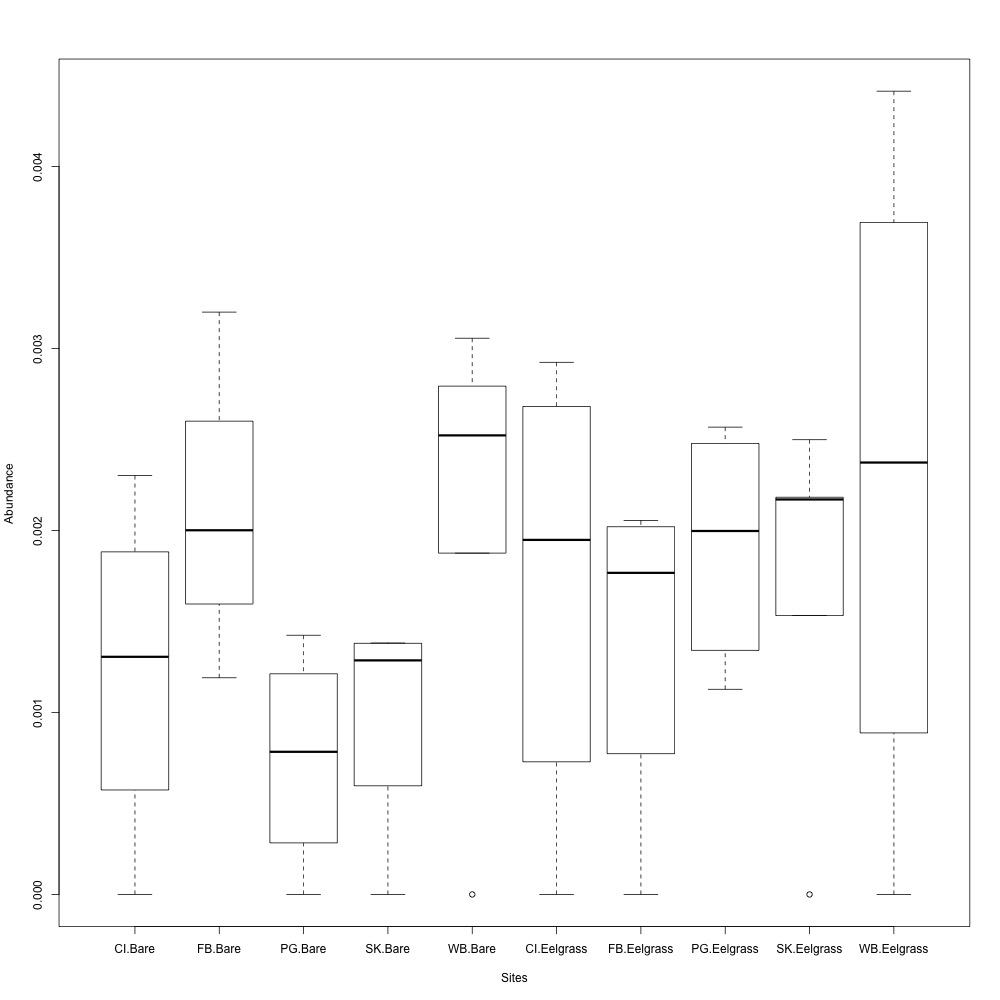 Abundance
0.004
0.003
0.002
0.001
0.000
CI.Bare FB.Bare PG.Bare SK.Bare WB.Bare CI.Eelgrass FB.Eelgrass PG.Eelgrass SK.Eelgrass WB.Eelgrass
Sites